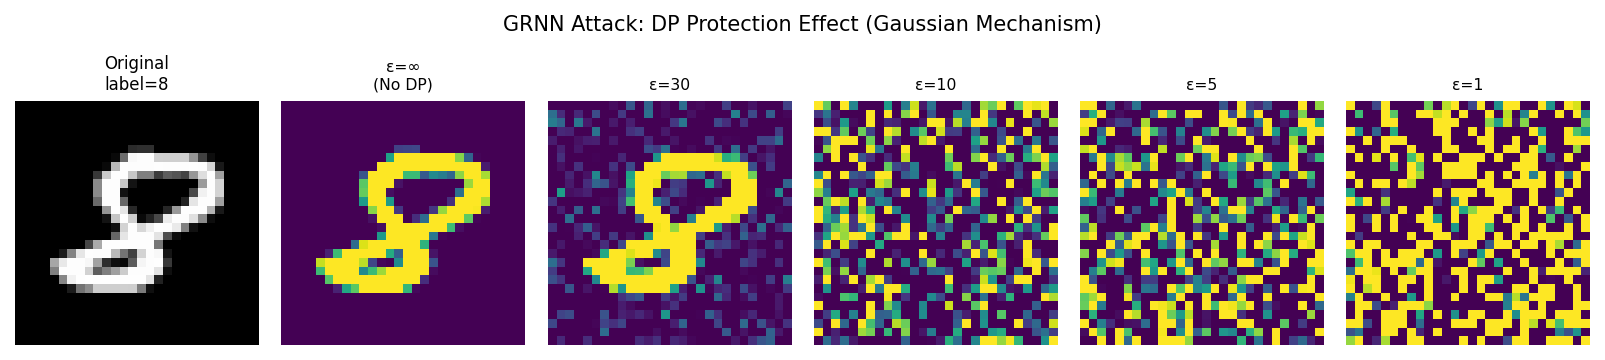 GRNN Attack: DP Protection Effect (Gaussian Mechanism)
Original
label=8
ε=∞
(No DP)
ε=30
ε=10
ε=5
ε=1